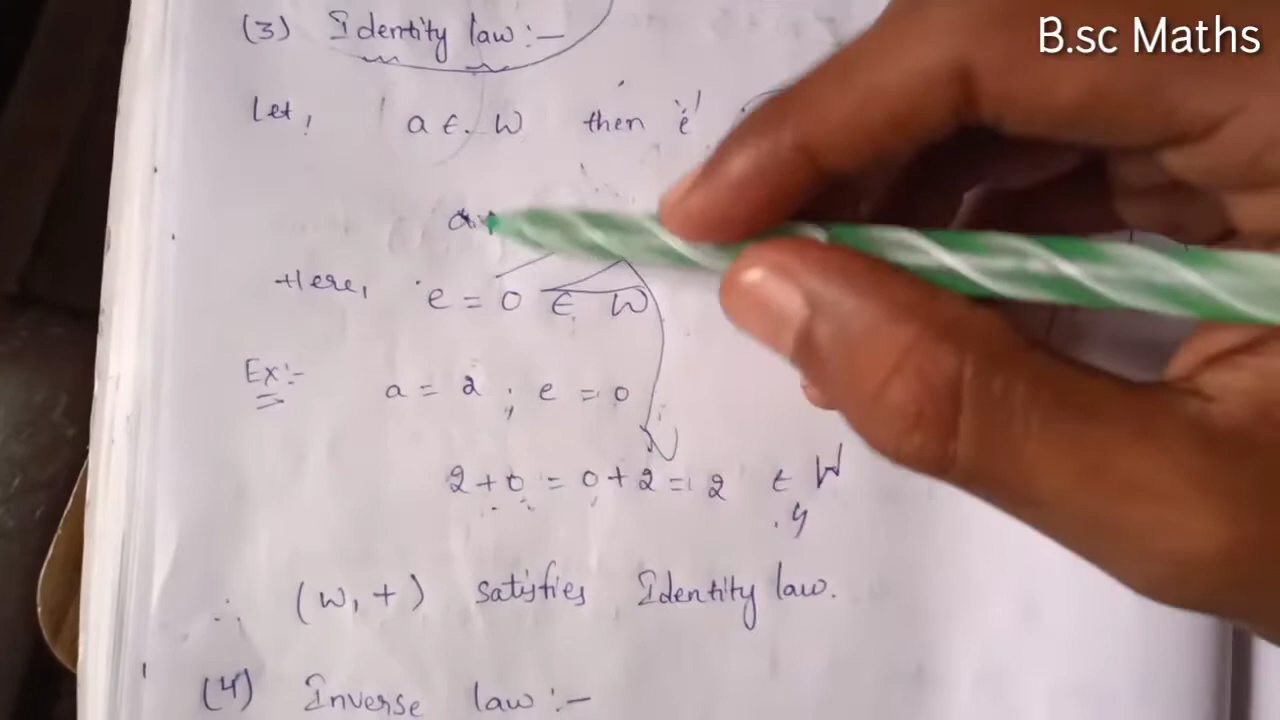 B.sc Maths
(3) Identity law :-
Let, a ∈ W then 'e'
a
Here, e = 0 ∈ W
Ex:- a = 2 ; e = 0
2 + 0 = 0 + 2 = 2 ∈ W
∴ (W, +) satisfies Identity law.
(4) Inverse law :-